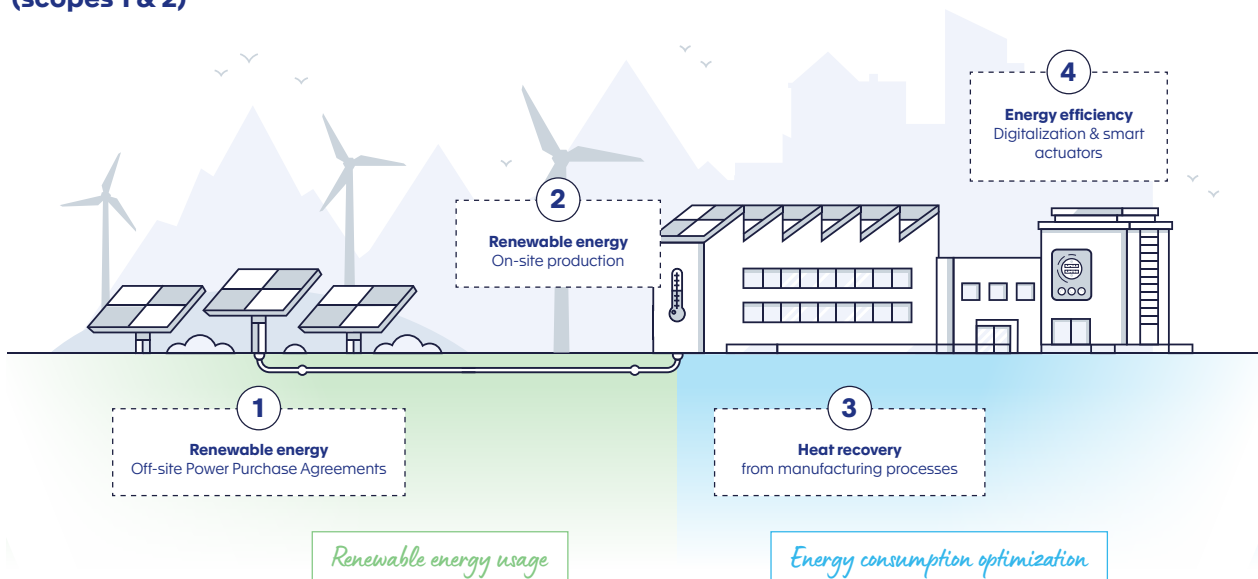 (scopes 1 & 2)
4
Energy efficiency
Digitalization & smart
actuators
2
Renewable energy
On-site production
1
Renewable energy
Off-site Power Purchase Agreements
3
Heat recovery
from manufacturing processes
Renewable energy usage
Energy consumption optimization